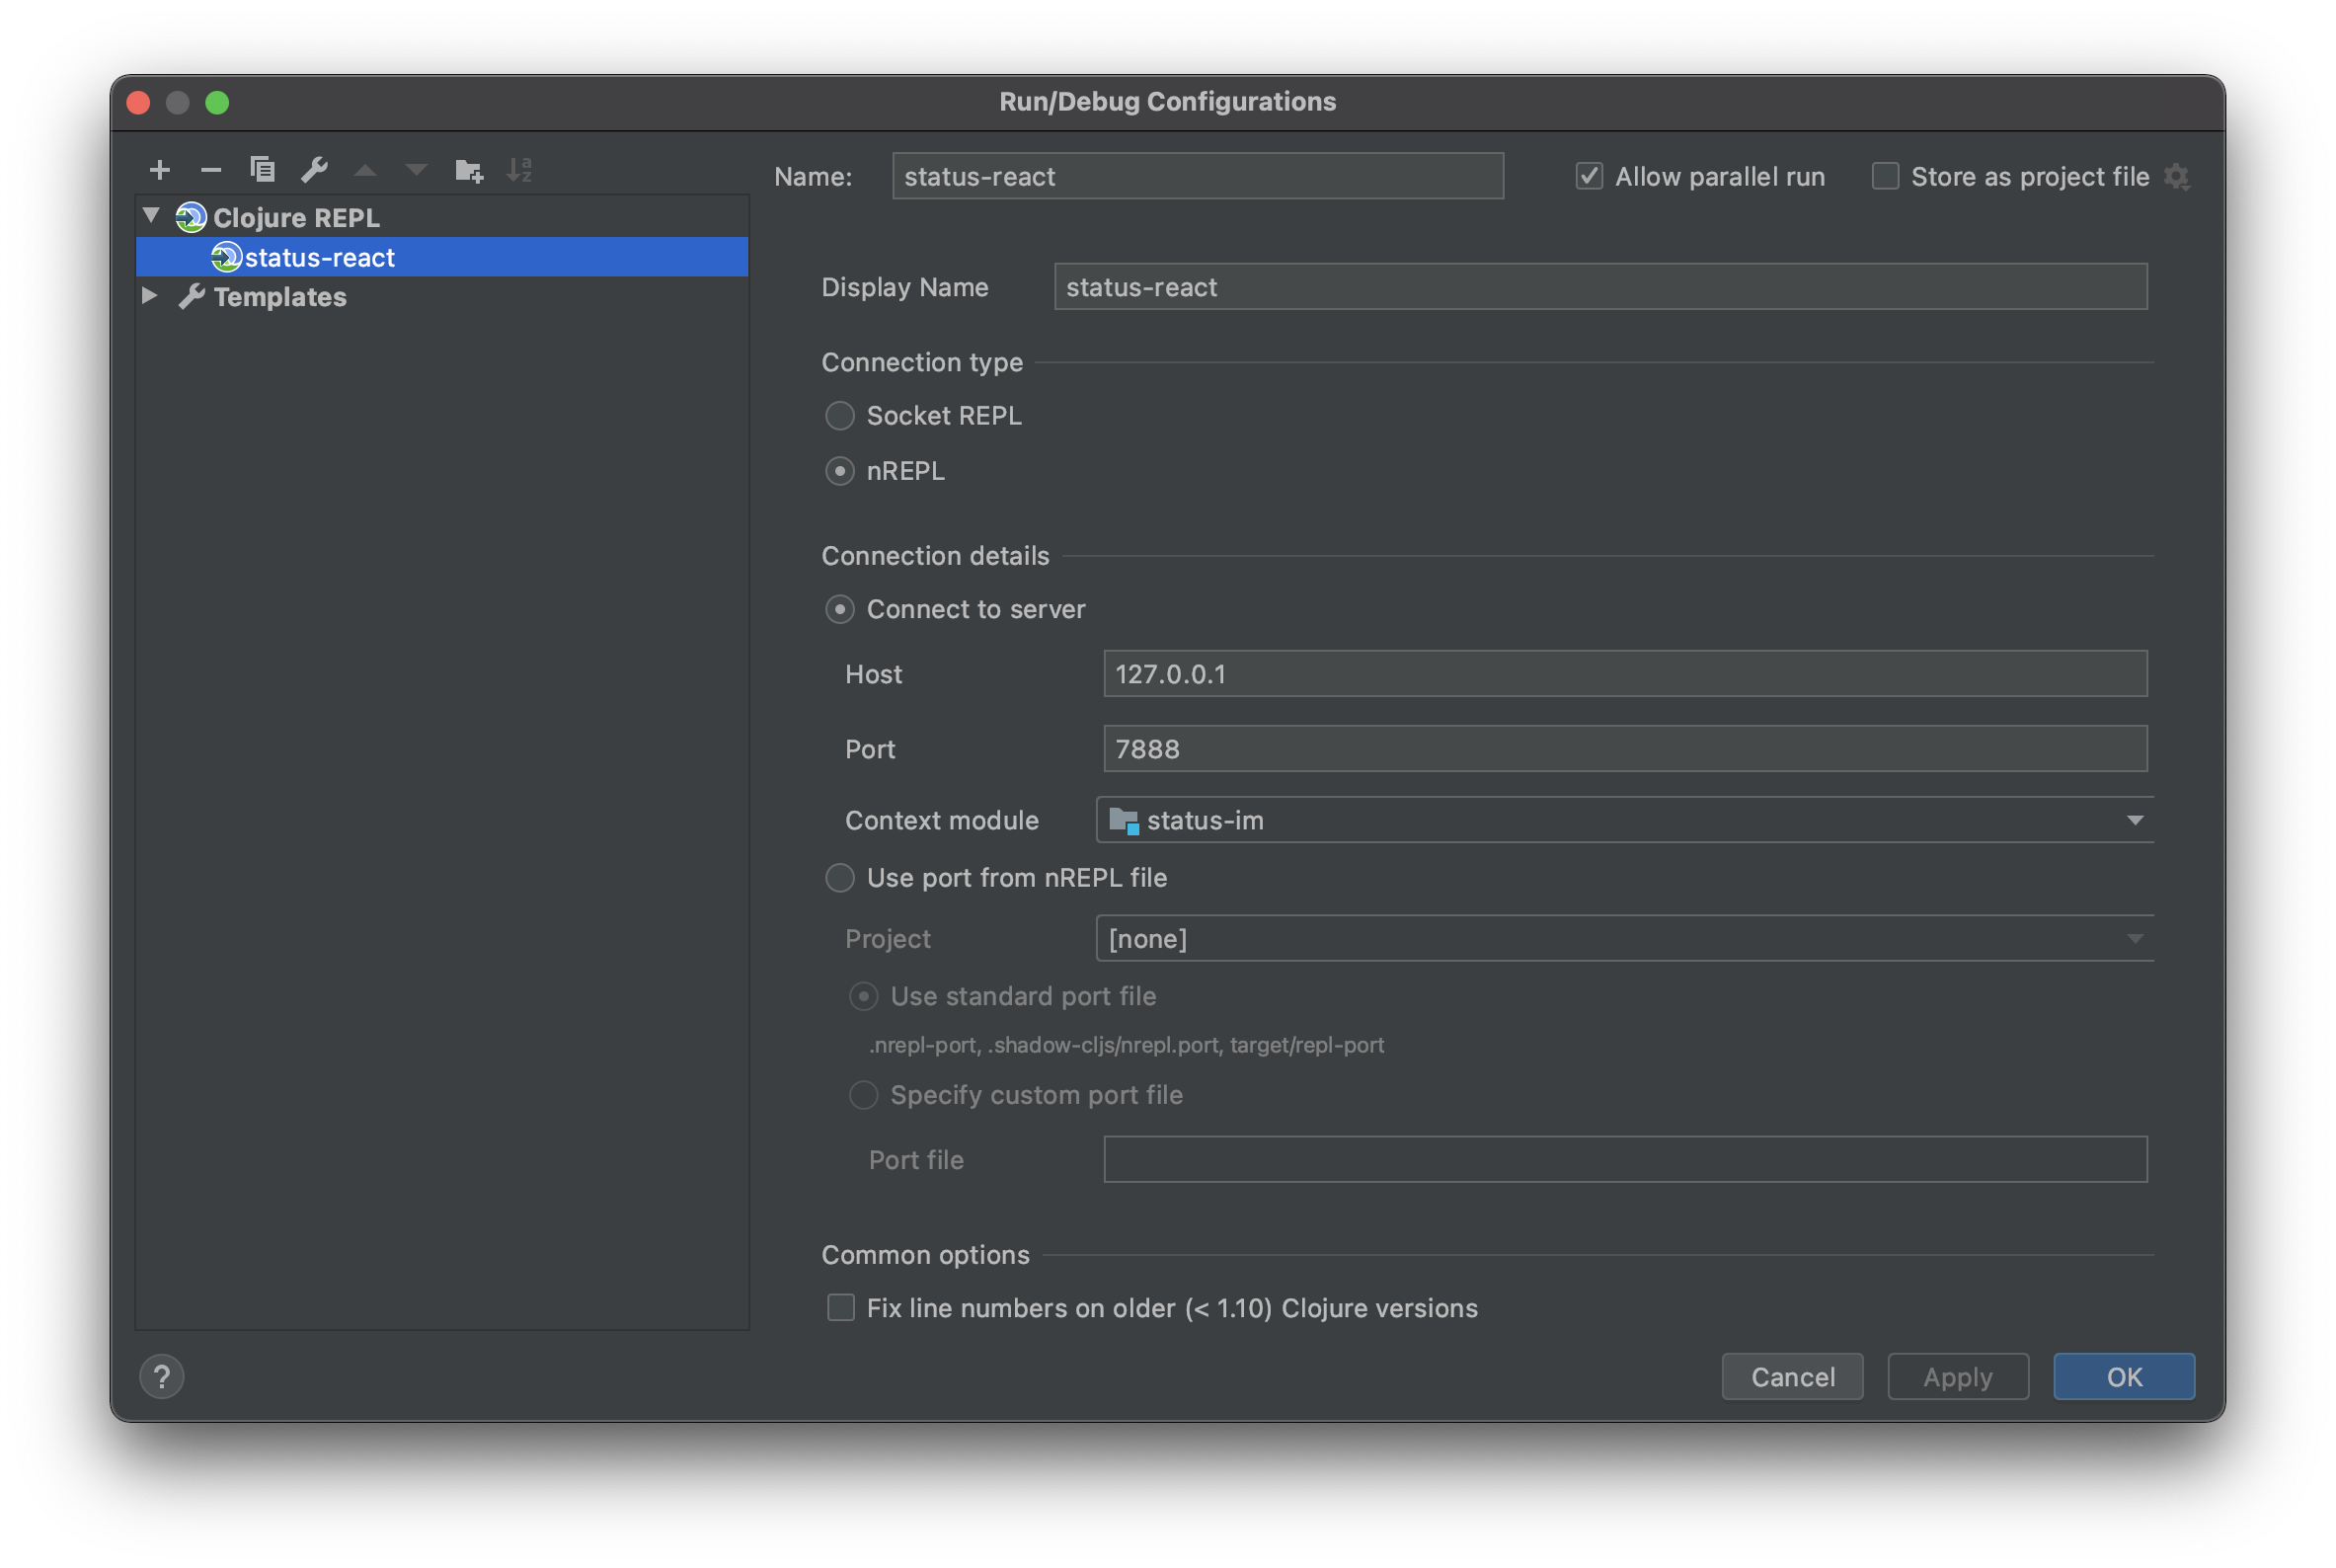 Run/Debug Configurations
Name: status-react Allow parallel run Store as project file
Clojure REPL
status-react
Templates
Display Name status-react
Connection type
Socket REPL
nREPL
Connection details
Connect to server
Host 127.0.0.1
Port 7888
Context module status-im
Use port from nREPL file
Project [none]
Use standard port file
.nrepl-port, .shadow-cljs/nrepl.port, target/repl-port
Specify custom port file
Port file
Common options
Fix line numbers on older (< 1.10) Clojure versions
? Cancel Apply OK